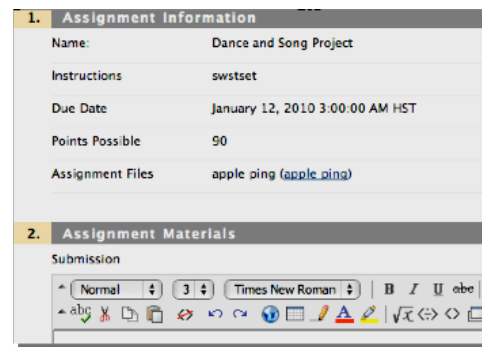 1. Assignment Information
Name: Dance and Song Project
Instructions swstset
Due Date January 12, 2010 3:00:00 AM HST
Points Possible 90
Assignment Files apple ping (apple ping)
2. Assignment Materials
Submission
Normal 3 Times New Roman B I U abc
abc √x <> A